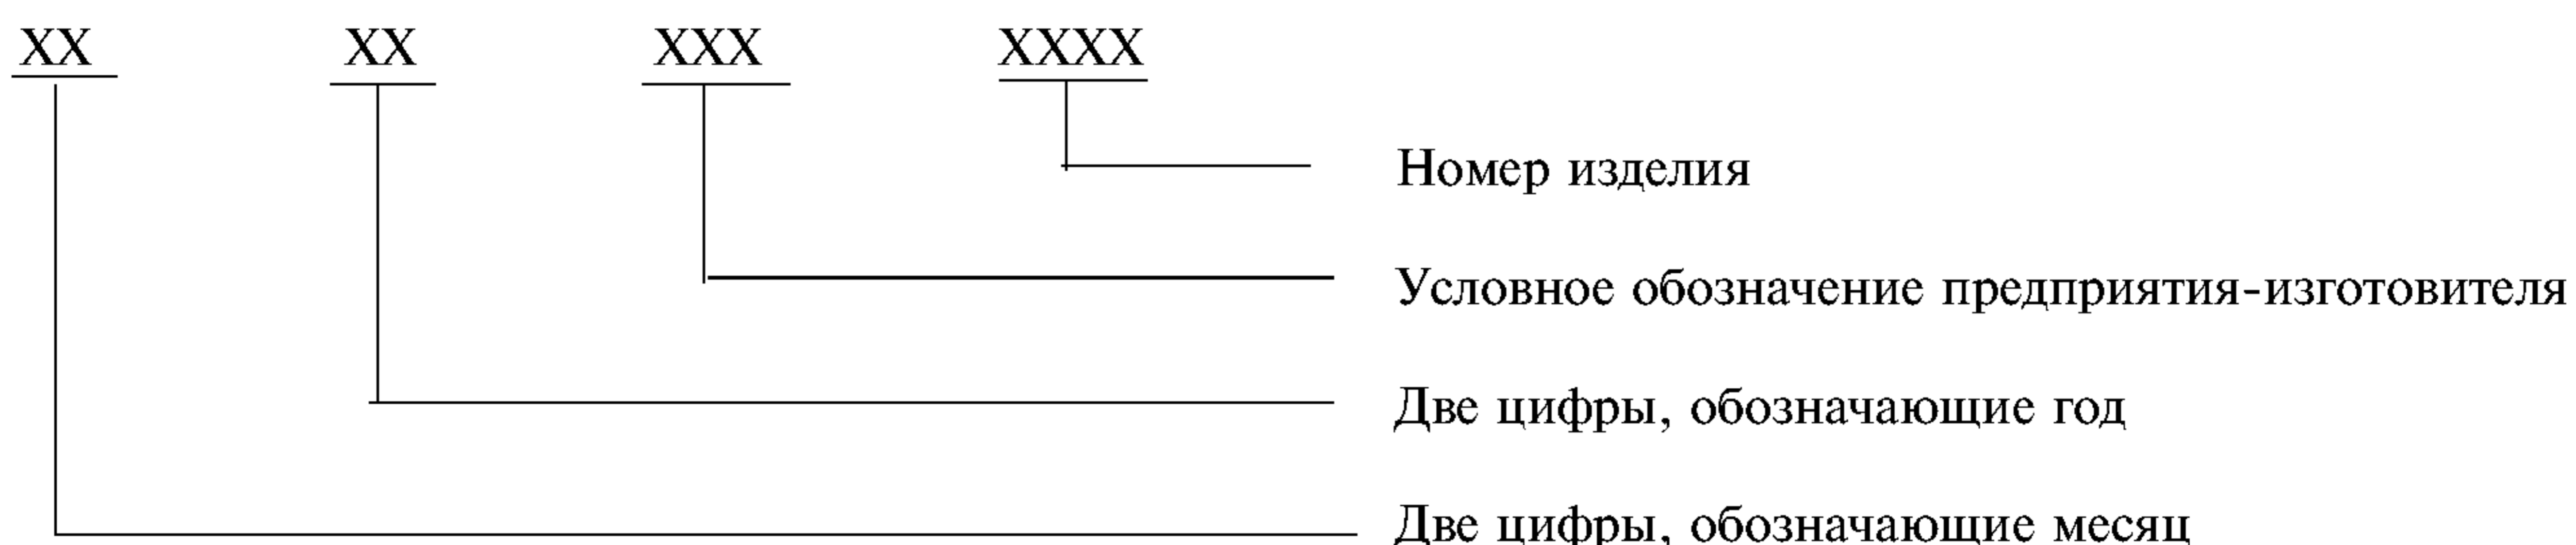 XX XX XXX XXXX
Номер изделия
Условное обозначение предприятия-изготовителя
Две цифры, обозначающие год
Две цифры, обозначающие месяц